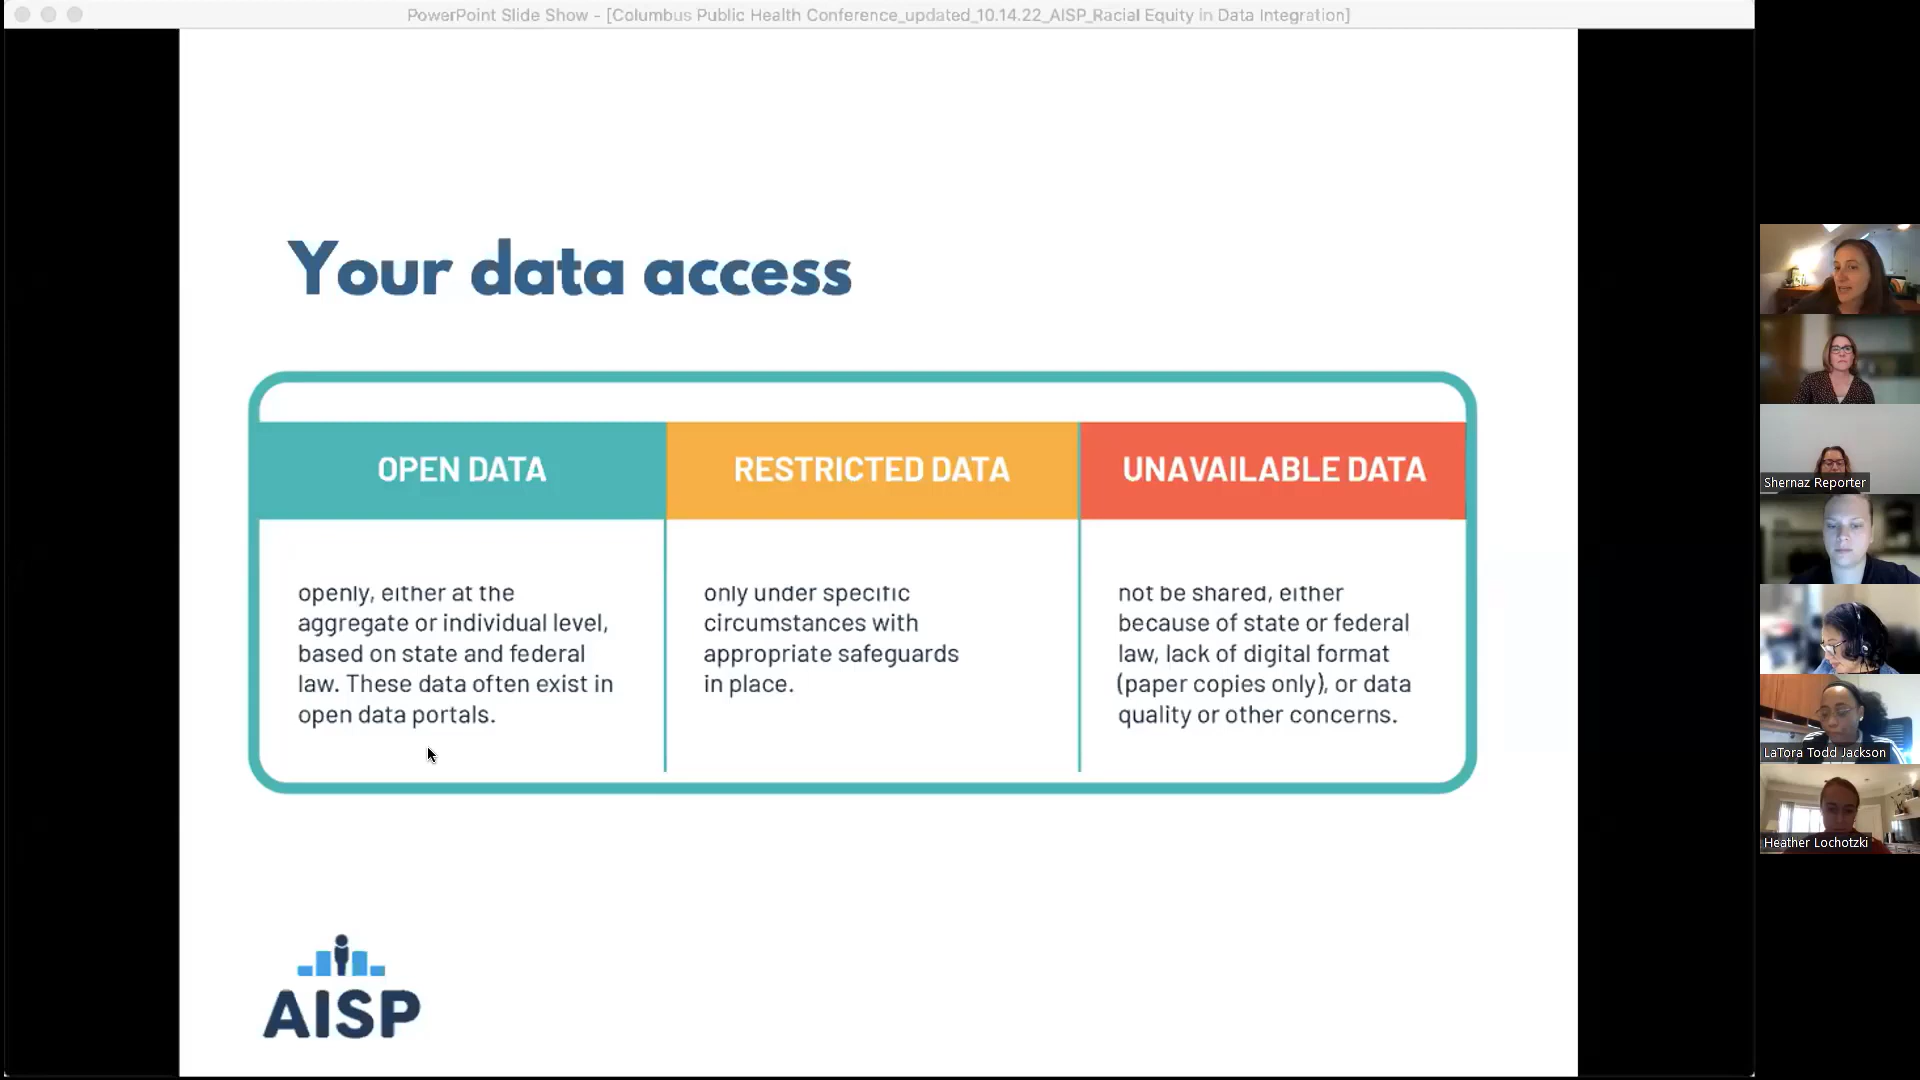 PowerPoint Slide Show - [Columbus Public Health Conference_updated_10.14.22_AISP_Racial Equity in Data Integration]
Your data access
OPEN DATA
openly, either at the
aggregate or individual level,
based on state and federal
law. These data often exist in
open data portals.
RESTRICTED DATA
only under specific
circumstances with
appropriate safeguards
in place.
UNAVAILABLE DATA
not be shared, either
because of state or federal
law, lack of digital format
(paper copies only), or data
quality or other concerns.
AISP
Shernaz Reporter
LaTora Todd Jackson
Heather Lochotzki